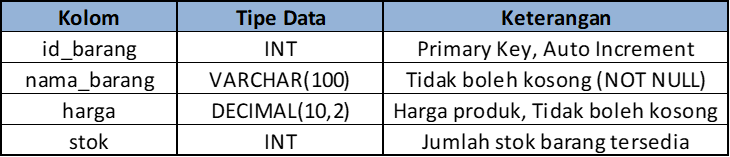 Kolom Tipe Data Keterangan
id_barang INT Primary Key, Auto Increment
nama_barang VARCHAR(100) Tidak boleh kosong (NOT NULL)
harga DECIMAL(10,2) Harga produk, Tidak boleh kosong
stok INT Jumlah stok barang tersedia